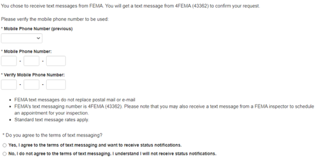 You chose to receive text messages from FEMA. You will get a text message from 4FEMA (43362) to confirm your request.
Please verify the mobile phone number to be used
* Mobile Phone Number (previous)
* Mobile Phone Number:
- -
* Verify Mobile Phone Number:
- -
• FEMA text messages do not replace postal mail or e-mail
• FEMA's text messaging number is 4FEMA (43362). Please note that you may also receive a text message from a FEMA inspector to schedule
an appointment for your inspection.
• Standard text message rates apply.
* Do you agree to the terms of text messaging?
Yes, I agree to the terms of text messaging and want to receive status notifications.
No, I do not agree to the terms of text messaging. I understand I will not receive status notifications.